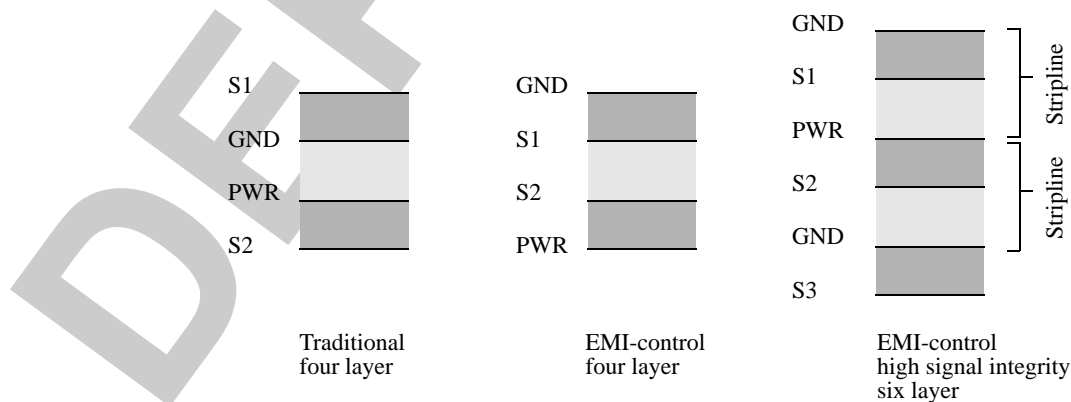 S1
GND
PWR
S2
Traditional
four layer
GND
S1
S2
PWR
EMI-control
four layer
GND
S1
PWR
S2
GND
S3
Stripline
Stripline
EMI-control
high signal integrity
six layer